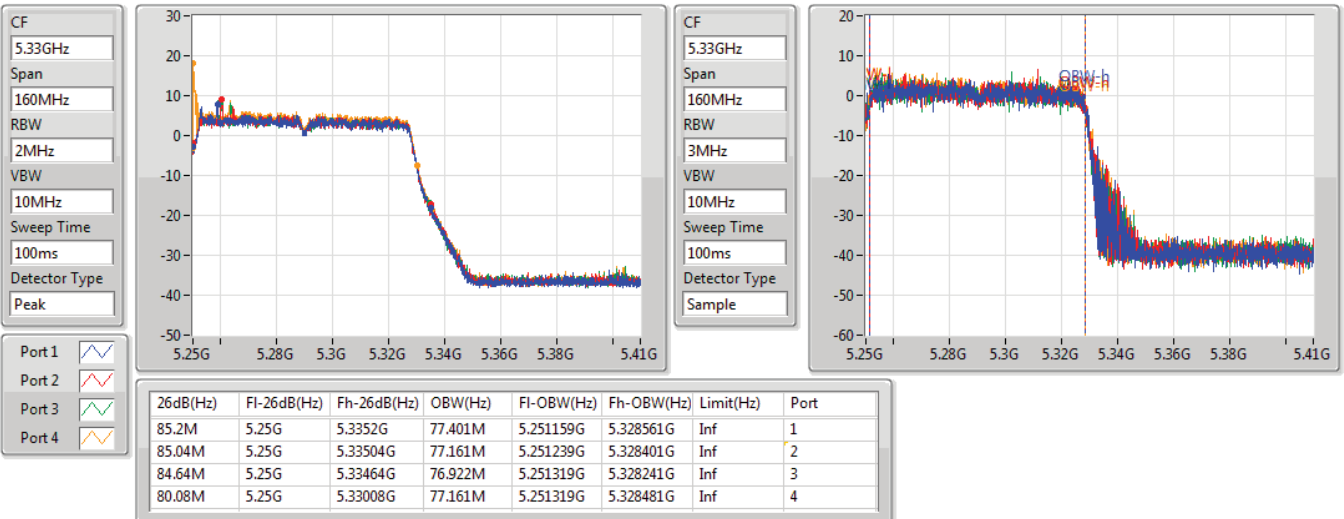 CF
5.33GHz
Span
160MHz
RBW
2MHz
VBW
10MHz
Sweep Time
100ms
Detector Type
Peak
Port 1
Port 2
Port 3
Port 4
30
20
10
0
-10
-20
-30
-40
-50
5.25G 5.28G 5.3G 5.32G 5.34G 5.36G 5.38G 5.41G
CF
5.33GHz
Span
160MHz
RBW
3MHz
VBW
10MHz
Sweep Time
100ms
Detector Type
Sample
20
10
0
-10
-20
-30
-40
-50
-60
OBW-h
5.25G 5.28G 5.3G 5.32G 5.34G 5.36G 5.38G 5.41G
26dB(Hz) Fl-26dB(Hz) Fh-26dB(Hz) OBW(Hz) Fl-OBW(Hz) Fh-OBW(Hz) Limit(Hz) Port
85.2M 5.25G 5.3352G 77.401M 5.251159G 5.328561G Inf 1
85.04M 5.25G 5.33504G 77.161M 5.251239G 5.328401G Inf 2
84.64M 5.25G 5.33464G 76.922M 5.251319G 5.328241G Inf 3
80.08M 5.25G 5.33008G 77.161M 5.251319G 5.328481G Inf 4